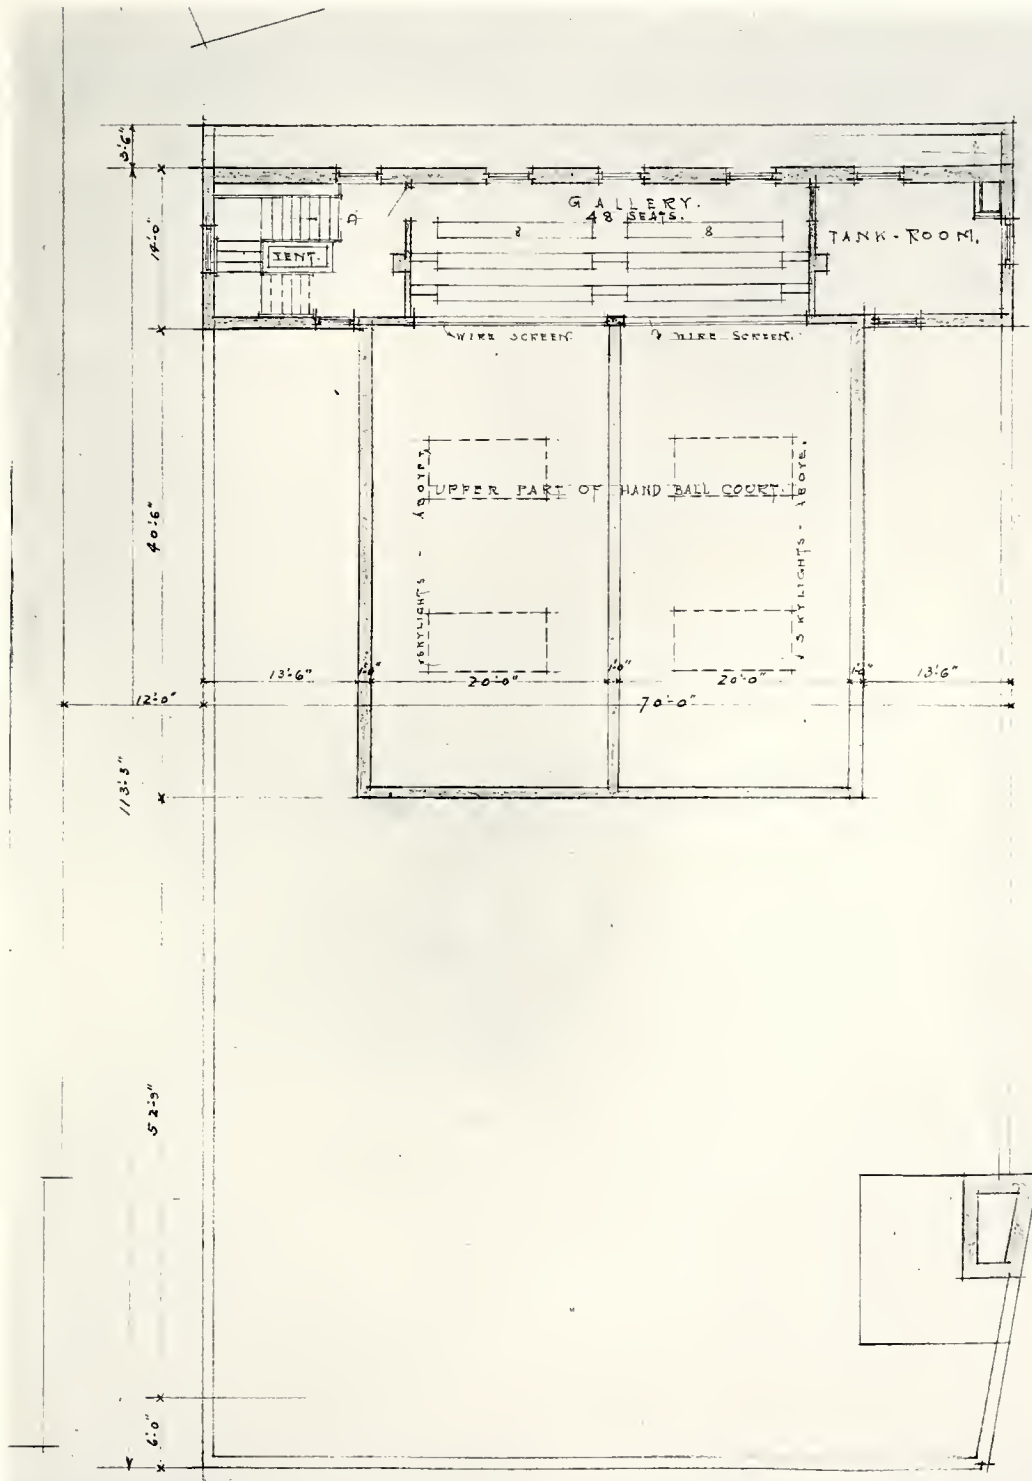 3'-6"
GALLERY.
48 SEATS.
D.
8 8
14'-0"
TANK-ROOM.
VENT.
WIRE SCREEN. WIRE SCREEN.
SKYLIGHTS - ABOVE.
UPPER PART OF HAND BALL COURT.
SKYLIGHTS - ABOVE.
40'-6"
13'-6" 1'-0" 20'-0" 1'-0" 20'-0" 1'-0" 13'-6"
12'-0" 70'-0"
113'-3"
52'-9"
6'-0"